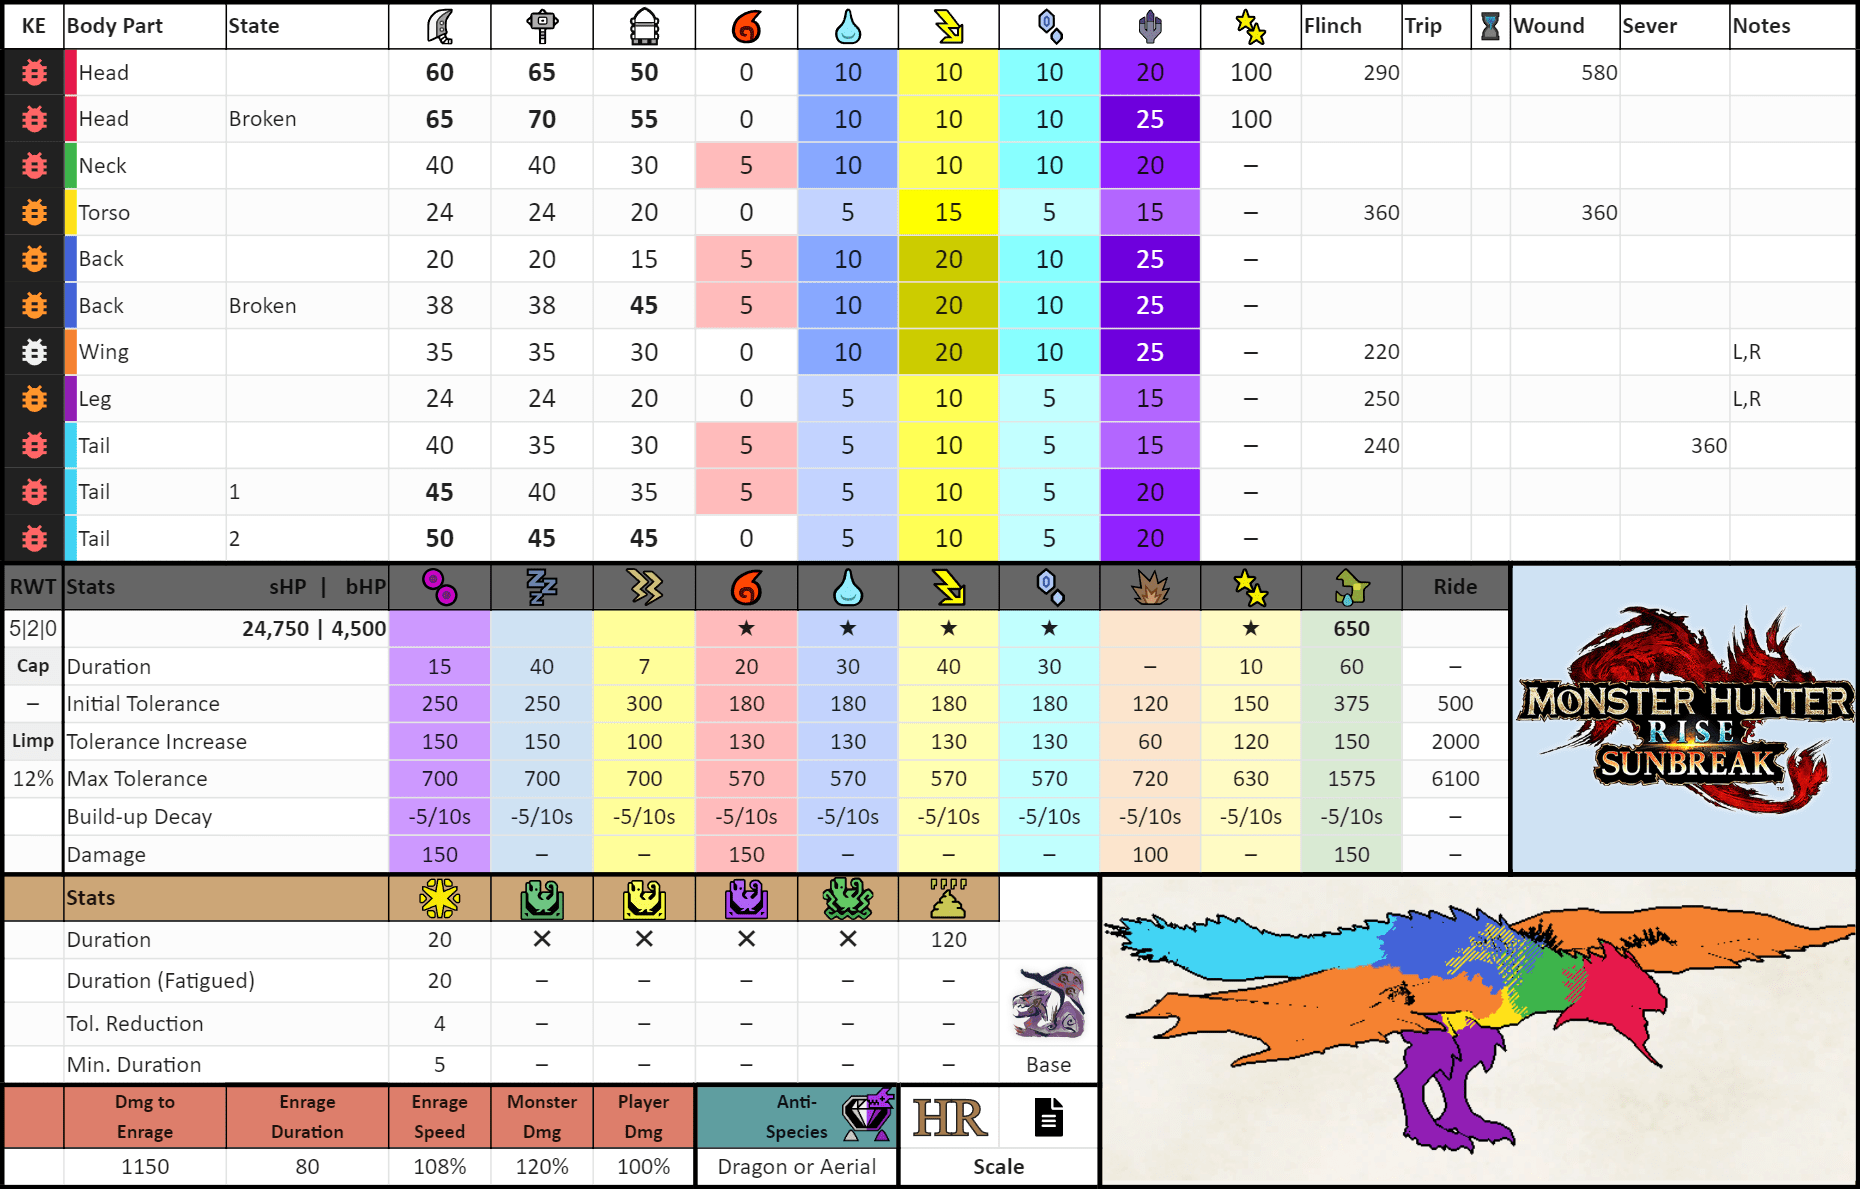 KE Body Part State Flinch Trip Wound Sever Notes
Head 60 65 50 0 10 10 10 20 100 290 580
Head Broken 65 70 55 0 10 10 10 25 100
Neck 40 40 30 5 10 10 10 20 –
Torso 24 24 20 0 5 15 5 15 – 360 360
Back 20 20 15 5 10 20 10 25 –
Back Broken 38 38 45 5 10 20 10 25 –
Wing 35 35 30 0 10 20 10 25 – 220 L,R
Leg 24 24 20 0 5 10 5 15 – 250 L,R
Tail 40 35 30 5 5 10 5 15 – 240 360
Tail 1 45 40 35 5 5 10 5 20 –
Tail 2 50 45 45 0 5 10 5 20 –
RWT Stats sHP | bHP Ride
5|2|0 24,750 | 4,500 ★ ★ ★ ★ ★ 650
Cap Duration 15 40 7 20 30 40 30 – 10 60 –
– Initial Tolerance 250 250 300 180 180 180 180 120 150 375 500
Limp Tolerance Increase 150 150 100 130 130 130 130 60 120 150 2000
12% Max Tolerance 700 700 700 570 570 570 570 720 630 1575 6100
Build-up Decay -5/10s -5/10s -5/10s -5/10s -5/10s -5/10s -5/10s -5/10s -5/10s -5/10s –
Damage 150 – – 150 – – – 100 – 150 –
MONSTER HUNTER
RISE
SUNBREAK™
Stats
Duration 20 ✕ ✕ ✕ ✕ 120
Duration (Fatigued) 20 – – – – –
Tol. Reduction 4 – – – – –
Min. Duration 5 – – – – – Base
Dmg to Enrage
Enrage Duration
Enrage Speed
Monster Dmg
Player Dmg
Anti-Species
HR
1150 80 108% 120% 100% Dragon or Aerial Scale